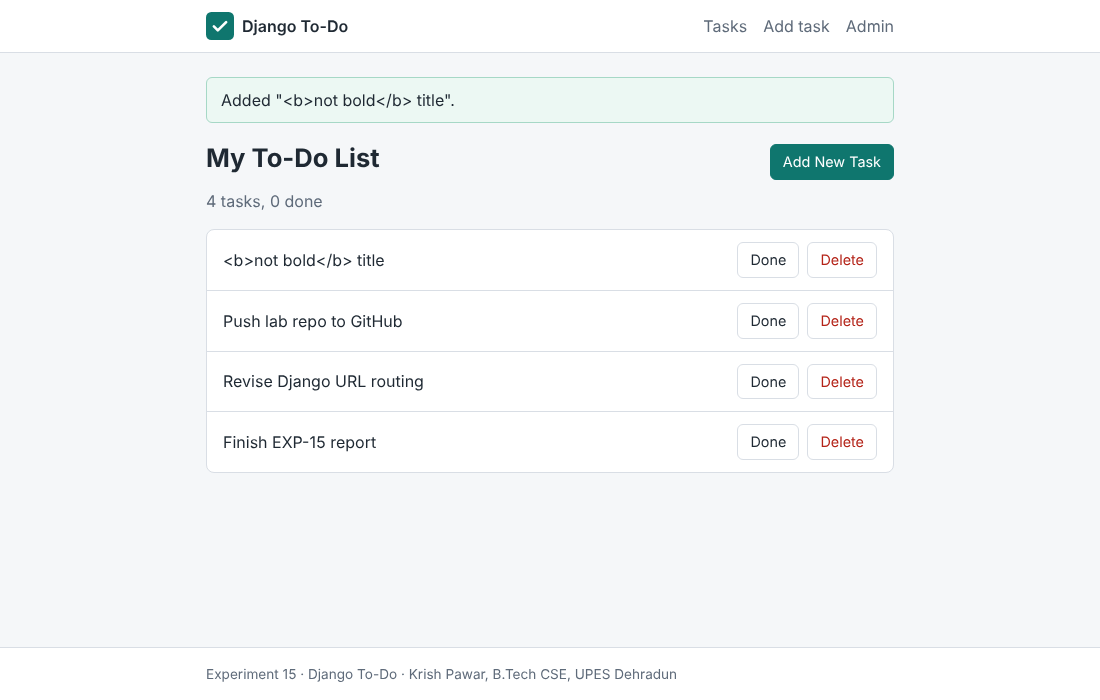 Django To-Do
Tasks Add task Admin
Added "<b>not bold</b> title".
My To-Do List
Add New Task
4 tasks, 0 done
<b>not bold</b> title Done Delete
Push lab repo to GitHub Done Delete
Revise Django URL routing Done Delete
Finish EXP-15 report Done Delete
Experiment 15 · Django To-Do · Krish Pawar, B.Tech CSE, UPES Dehradun